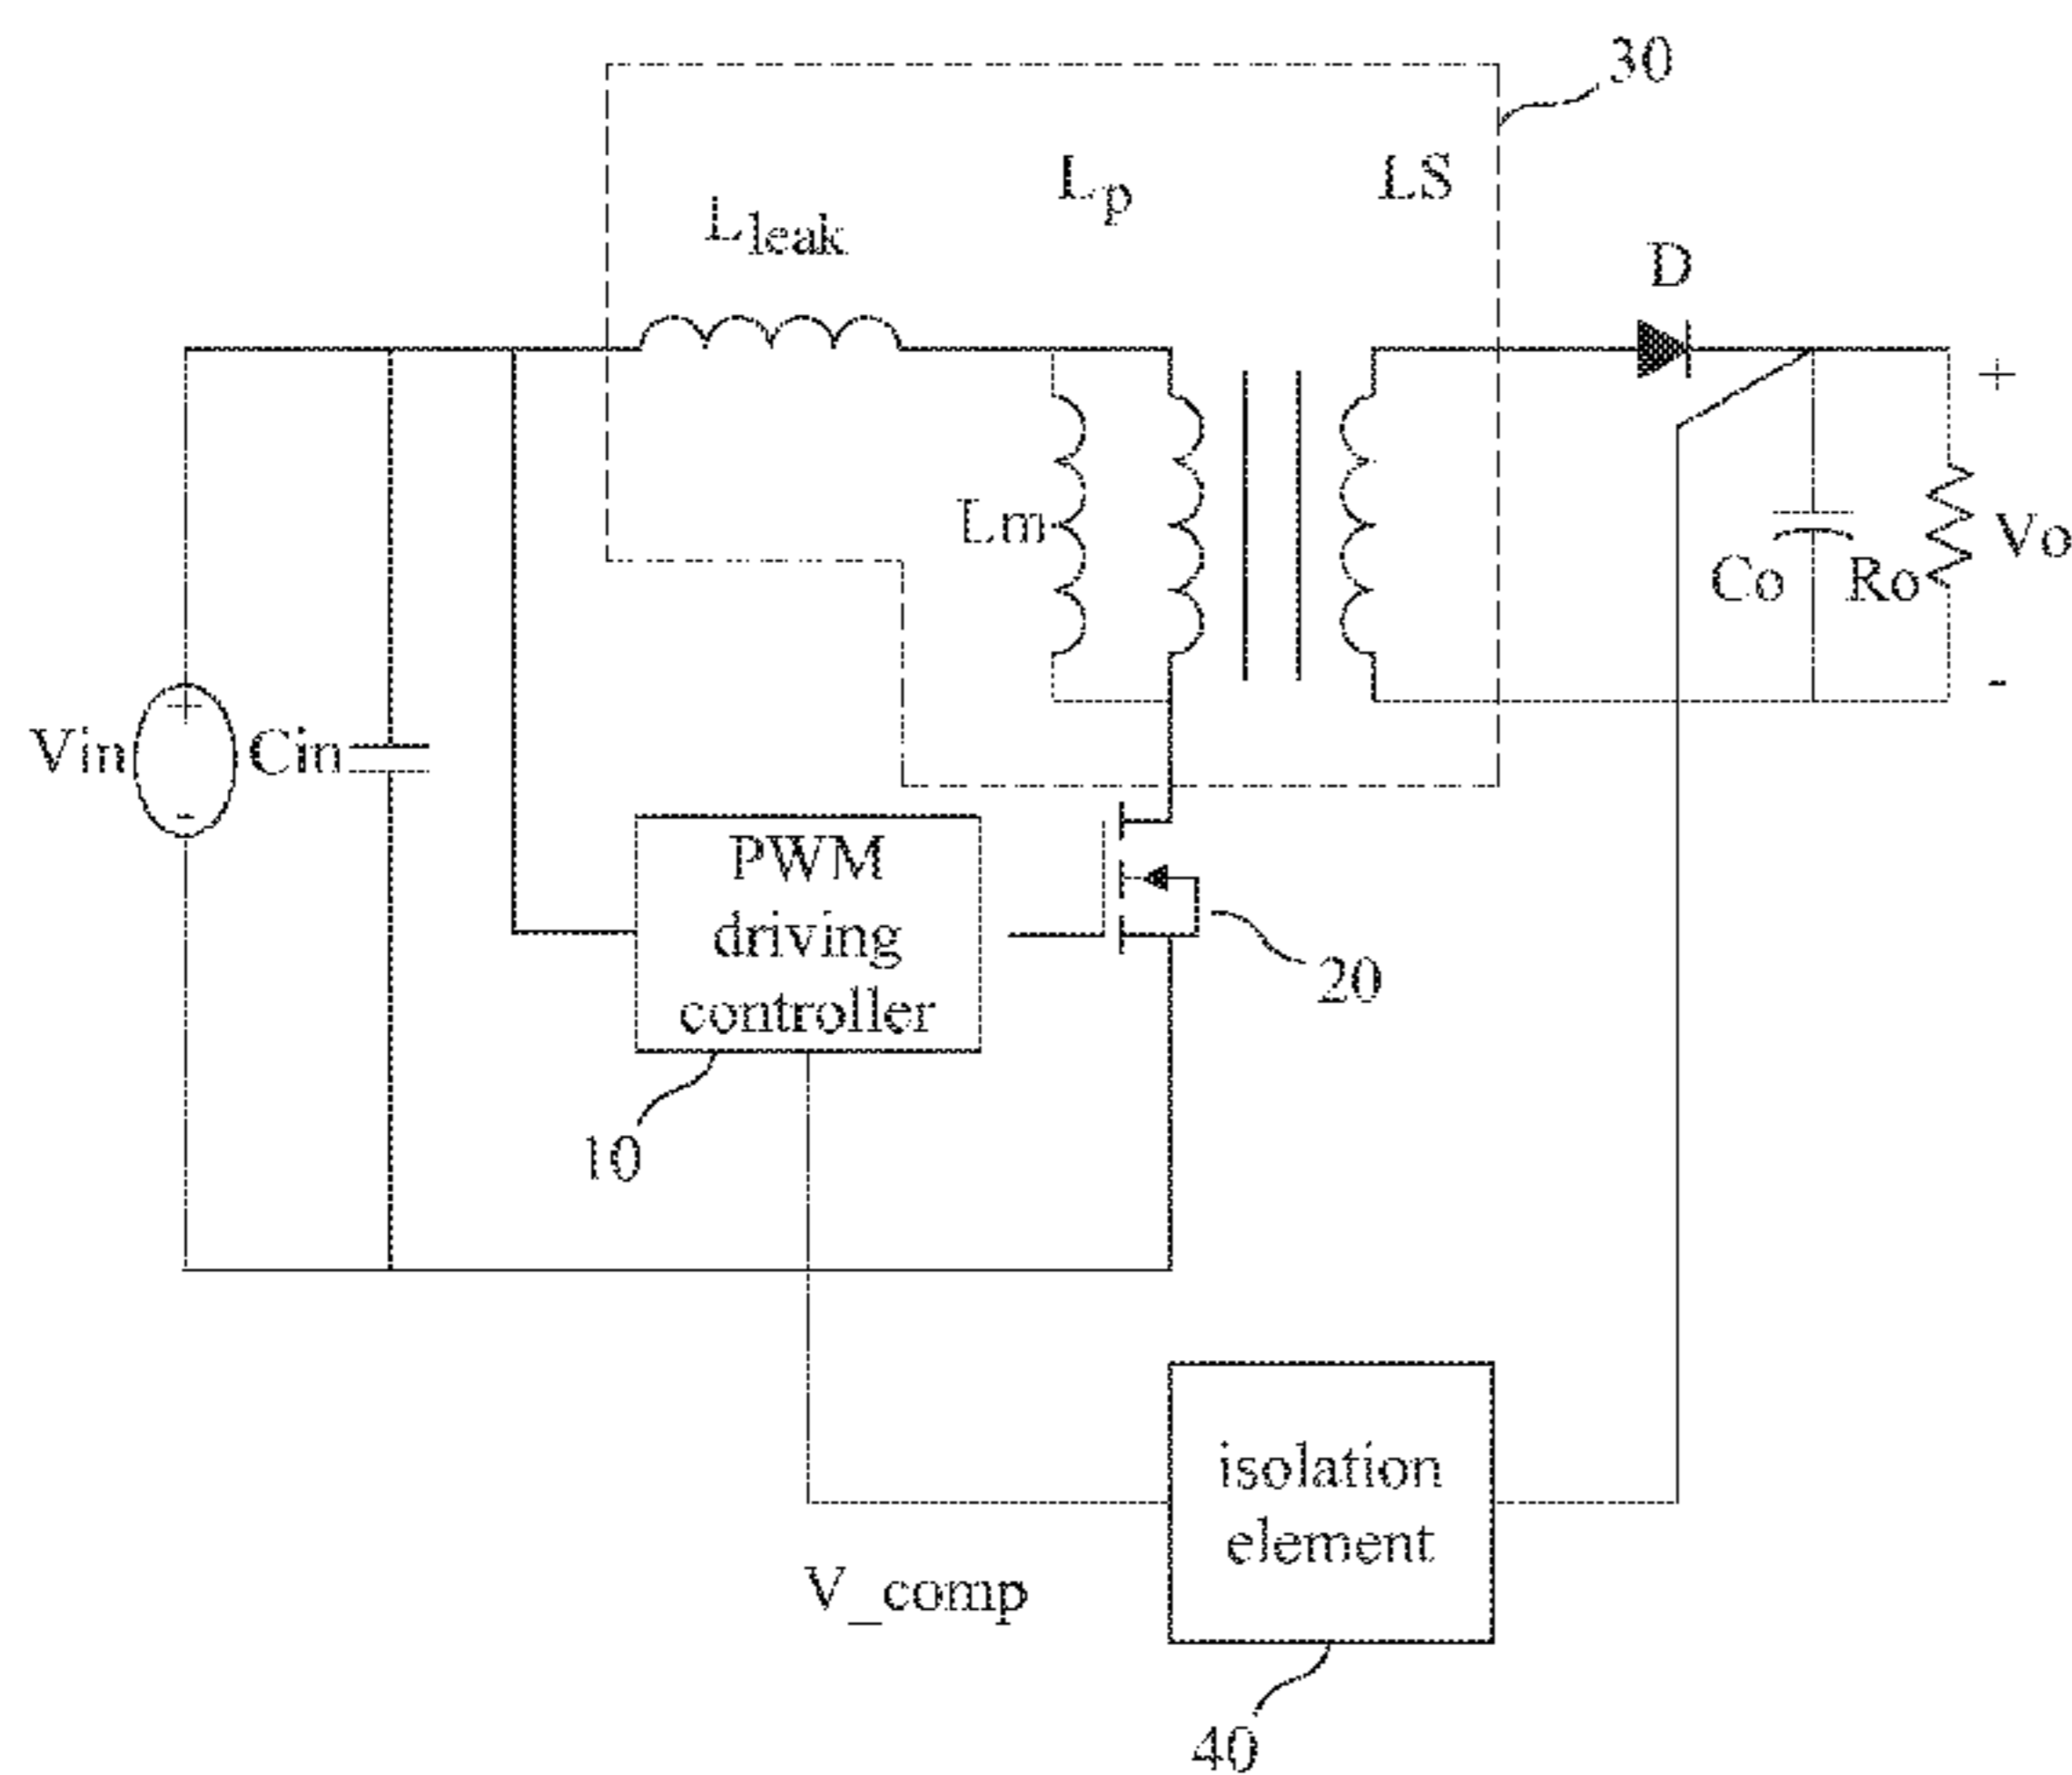 30
Lp
LS
Lleak
D
+
Lm
Vo
Co
Ro
+
Vin
Cin
-
-
PWM
driving
controller
20
10
isolation
element
V_comp
40